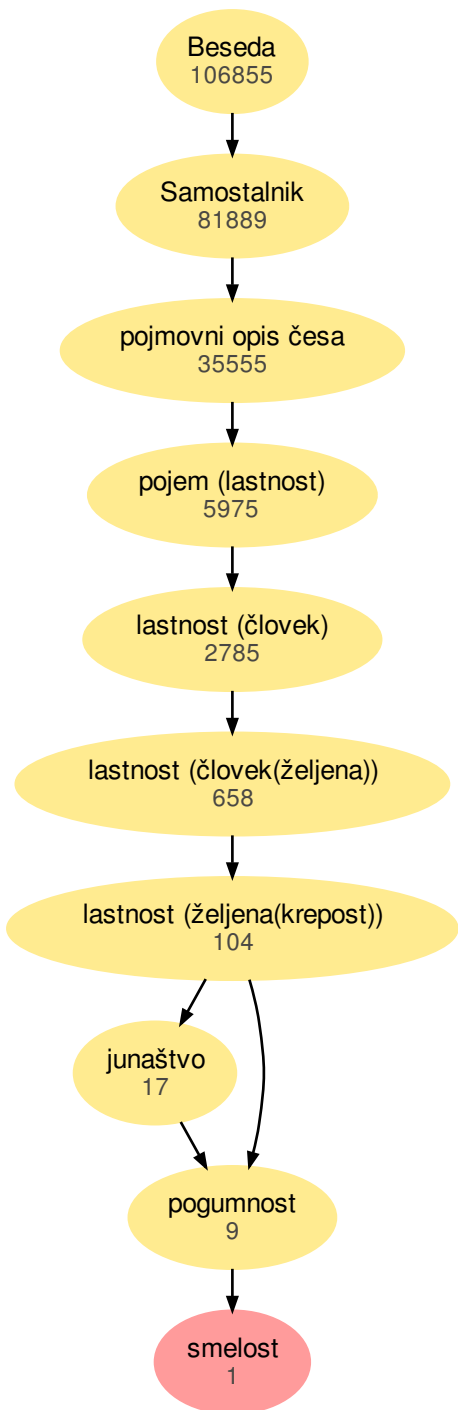 Beseda
106855
Samostalnik
81889
pojmovni opis česa
35555
pojem (lastnost)
5975
lastnost (človek)
2785
lastnost (človek(željena))
658
lastnost (željena(krepost))
104
junaštvo
17
pogumnost
9
smelost
1